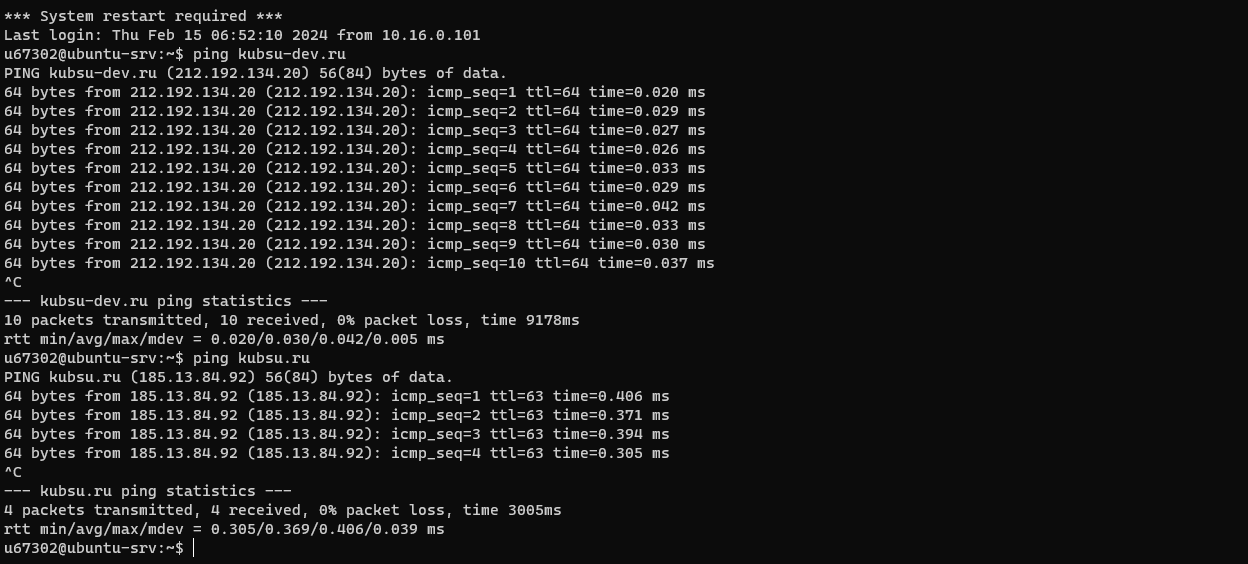 *** System restart required ***
Last login: Thu Feb 15 06:52:10 2024 from 10.16.0.101
u67302@ubuntu-srv:~$ ping kubsu-dev.ru
PING kubsu-dev.ru (212.192.134.20) 56(84) bytes of data.
64 bytes from 212.192.134.20 (212.192.134.20): icmp_seq=1 ttl=64 time=0.020 ms
64 bytes from 212.192.134.20 (212.192.134.20): icmp_seq=2 ttl=64 time=0.029 ms
64 bytes from 212.192.134.20 (212.192.134.20): icmp_seq=3 ttl=64 time=0.027 ms
64 bytes from 212.192.134.20 (212.192.134.20): icmp_seq=4 ttl=64 time=0.026 ms
64 bytes from 212.192.134.20 (212.192.134.20): icmp_seq=5 ttl=64 time=0.033 ms
64 bytes from 212.192.134.20 (212.192.134.20): icmp_seq=6 ttl=64 time=0.029 ms
64 bytes from 212.192.134.20 (212.192.134.20): icmp_seq=7 ttl=64 time=0.042 ms
64 bytes from 212.192.134.20 (212.192.134.20): icmp_seq=8 ttl=64 time=0.033 ms
64 bytes from 212.192.134.20 (212.192.134.20): icmp_seq=9 ttl=64 time=0.030 ms
64 bytes from 212.192.134.20 (212.192.134.20): icmp_seq=10 ttl=64 time=0.037 ms
^C
--- kubsu-dev.ru ping statistics ---
10 packets transmitted, 10 received, 0% packet loss, time 9178ms
rtt min/avg/max/mdev = 0.020/0.030/0.042/0.005 ms
u67302@ubuntu-srv:~$ ping kubsu.ru
PING kubsu.ru (185.13.84.92) 56(84) bytes of data.
64 bytes from 185.13.84.92 (185.13.84.92): icmp_seq=1 ttl=63 time=0.406 ms
64 bytes from 185.13.84.92 (185.13.84.92): icmp_seq=2 ttl=63 time=0.371 ms
64 bytes from 185.13.84.92 (185.13.84.92): icmp_seq=3 ttl=63 time=0.394 ms
64 bytes from 185.13.84.92 (185.13.84.92): icmp_seq=4 ttl=63 time=0.305 ms
^C
--- kubsu.ru ping statistics ---
4 packets transmitted, 4 received, 0% packet loss, time 3005ms
rtt min/avg/max/mdev = 0.305/0.369/0.406/0.039 ms
u67302@ubuntu-srv:~$